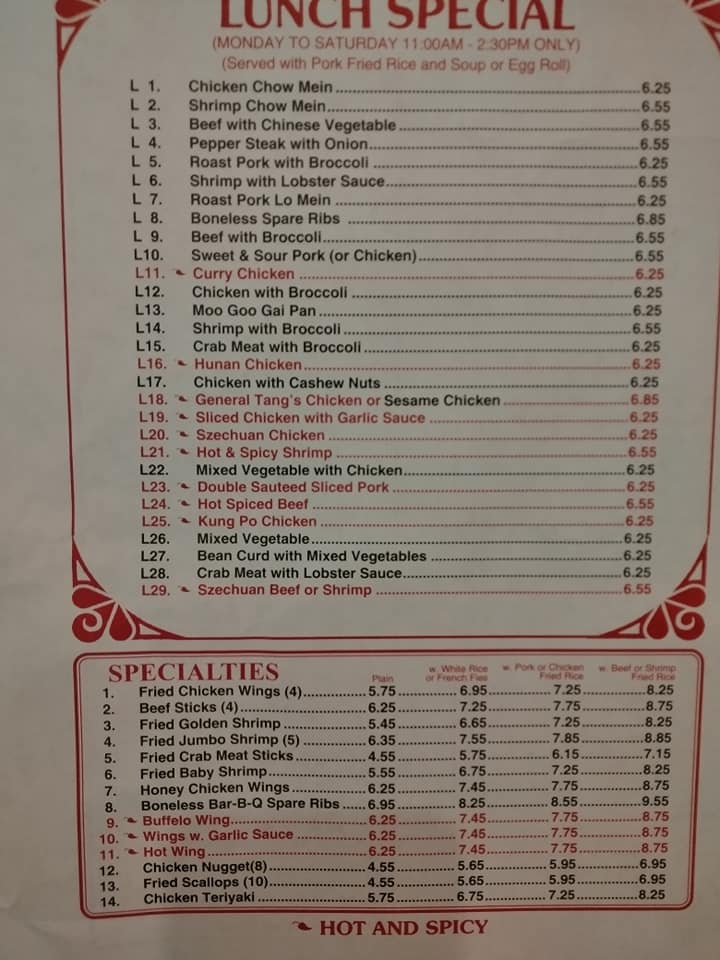 LUNCH SPECIAL
(MONDAY TO SATURDAY 11:00AM - 2:30PM ONLY)
(Served with Pork Fried Rice and Soup or Egg Roll)
L 1. Chicken Chow Mein 6.25
L 2. Shrimp Chow Mein 6.55
L 3. Beef with Chinese Vegetable 6.55
L 4. Pepper Steak with Onion 6.55
L 5. Roast Pork with Broccoli 6.25
L 6. Shrimp with Lobster Sauce 6.55
L 7. Roast Pork Lo Mein 6.25
L 8. Boneless Spare Ribs 6.85
L 9. Beef with Broccoli 6.55
L10. Sweet & Sour Pork (or Chicken) 6.55
L11. Curry Chicken 6.25
L12. Chicken with Broccoli 6.25
L13. Moo Goo Gai Pan 6.25
L14. Shrimp with Broccoli 6.55
L15. Crab Meat with Broccoli 6.25
L16. Hunan Chicken 6.25
L17. Chicken with Cashew Nuts 6.25
L18. General Tang's Chicken or Sesame Chicken 6.85
L19. Sliced Chicken with Garlic Sauce 6.25
L20. Szechuan Chicken 6.25
L21. Hot & Spicy Shrimp 6.55
L22. Mixed Vegetable with Chicken 6.25
L23. Double Sauteed Sliced Pork 6.25
L24. Hot Spiced Beef 6.55
L25. Kung Po Chicken 6.25
L26. Mixed Vegetable 6.25
L27. Bean Curd with Mixed Vegetables 6.25
L28. Crab Meat with Lobster Sauce 6.25
L29. Szechuan Beef or Shrimp 6.55
w. White Rice w. Pork or Chicken w. Beef or Shrimp
SPECIALTIES Plain or French Fies Fried Rice Fried Rice
1. Fried Chicken Wings (4) 5.75 6.95 7.25 8.25
2. Beef Sticks (4) 6.25 7.25 7.75 8.75
3. Fried Golden Shrimp 5.45 6.65 7.25 8.25
4. Fried Jumbo Shrimp (5) 6.35 7.55 7.85 8.85
5. Fried Crab Meat Sticks 4.55 5.75 6.15 7.15
6. Fried Baby Shrimp 5.55 6.75 7.25 8.25
7. Honey Chicken Wings 6.25 7.45 7.75 8.75
8. Boneless Bar-B-Q Spare Ribs 6.95 8.25 8.55 9.55
9. Buffelo Wing 6.25 7.45 7.75 8.75
10. Wings w. Garlic Sauce 6.25 7.45 7.75 8.75
11. Hot Wing 6.25 7.45 7.75 8.75
12. Chicken Nugget(8) 4.55 5.65 5.95 6.95
13. Fried Scallops (10) 4.55 5.65 5.95 6.95
14. Chicken Teriyaki 5.75 6.75 7.25 8.25
HOT AND SPICY